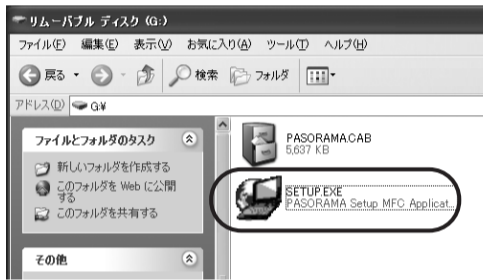 リムーバブル ディスク (G:)
ファイル(F) 編集(E) 表示(V) お気に入り(A) ツール(T) ヘルプ(H)
戻る 検索 フォルダ
アドレス(D) G:¥
ファイルとフォルダのタスク
新しいフォルダを作成する
このフォルダを Web に公開
する
このフォルダを共有する
その他
PASORAMA.CAB
5,637 KB
SETUP.EXE
PASORAMA Setup MFC Applicat...